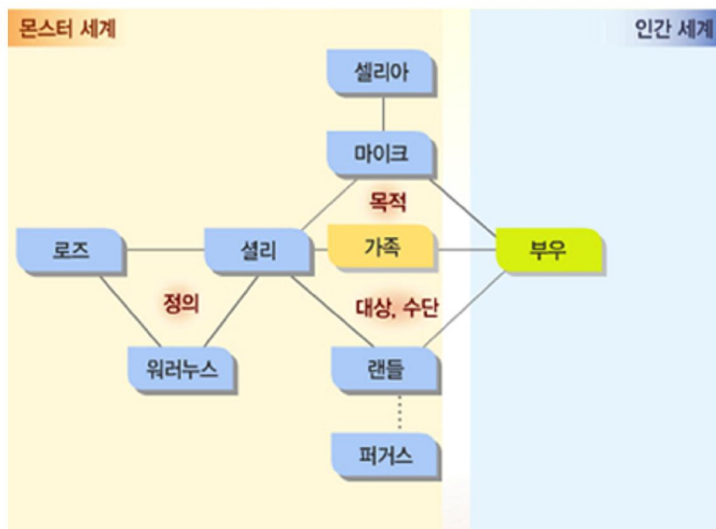 몬스터 세계
인간 세계
셀리아
마이크
목적
로즈
셜리
가족
부우
정의
대상, 수단
워러누스
랜들
퍼거스